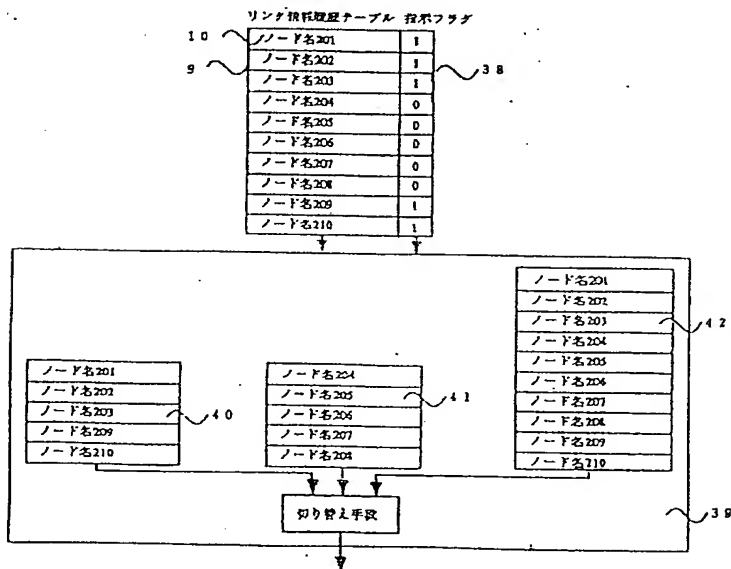 リンク情報履歴テーブル 指示フラグ
10
ノード名201 1
9
ノード名202 1
38
ノード名203 1
ノード名204 0
ノード名205 0
ノード名206 0
ノード名207 0
ノード名208 0
ノード名209 1
ノード名210 1
ノード名201
ノード名202
ノード名203
42
ノード名204
ノード名205
ノード名206
ノード名207
ノード名208
ノード名209
ノード名210
ノード名201
ノード名202
ノード名203
40
ノード名209
ノード名210
ノード名204
ノード名205
41
ノード名206
ノード名207
ノード名208
切り替え手段
39